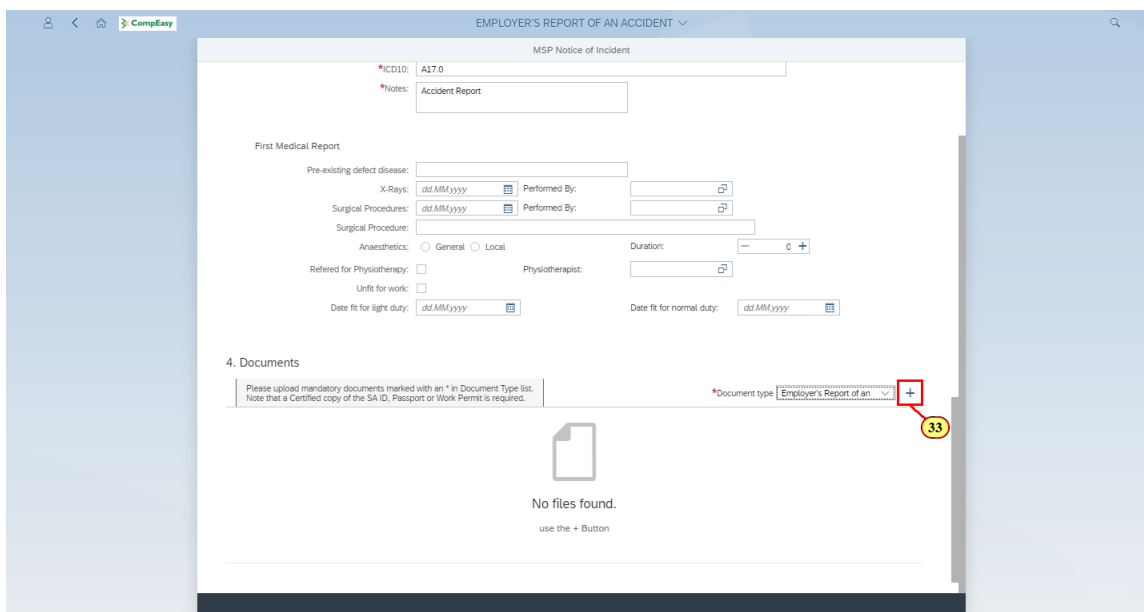 CompEasy
EMPLOYER'S REPORT OF AN ACCIDENT
MSP Notice of Incident
*ICD10: A17.0
*Notes: Accident Report
First Medical Report
Pre-existing defect disease:
X-Rays: dd.MM.yyyy Performed By:
Surgical Procedures: dd.MM.yyyy Performed By:
Surgical Procedure:
Anaesthetics: General Local Duration: — 0 +
Refered for Physiotherapy: Physiotherapist:
Unfit for work:
Date fit for light duty: dd.MM.yyyy Date fit for normal duty: dd.MM.yyyy
4. Documents
Please upload mandatory documents marked with an * in Document Type list.
Note that a Certified copy of the SA ID, Passport or Work Permit is required.
*Document type Employer's Report of an +
33
No files found.
use the + Button